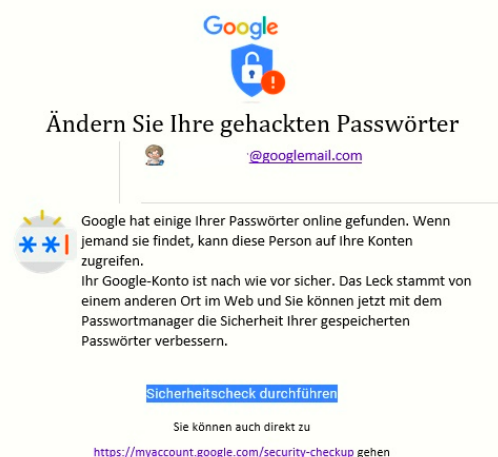 Google
Ändern Sie Ihre gehackten Passwörter
@googlemail.com
Google hat einige Ihrer Passwörter online gefunden. Wenn
jemand sie findet, kann diese Person auf Ihre Konten
zugreifen.
Ihr Google-Konto ist nach wie vor sicher. Das Leck stammt von
einem anderen Ort im Web und Sie können jetzt mit dem
Passwortmanager die Sicherheit Ihrer gespeicherten
Passwörter verbessern.
Sicherheitscheck durchführen
Sie können auch direkt zu
https://myaccount.google.com/security-checkup gehen